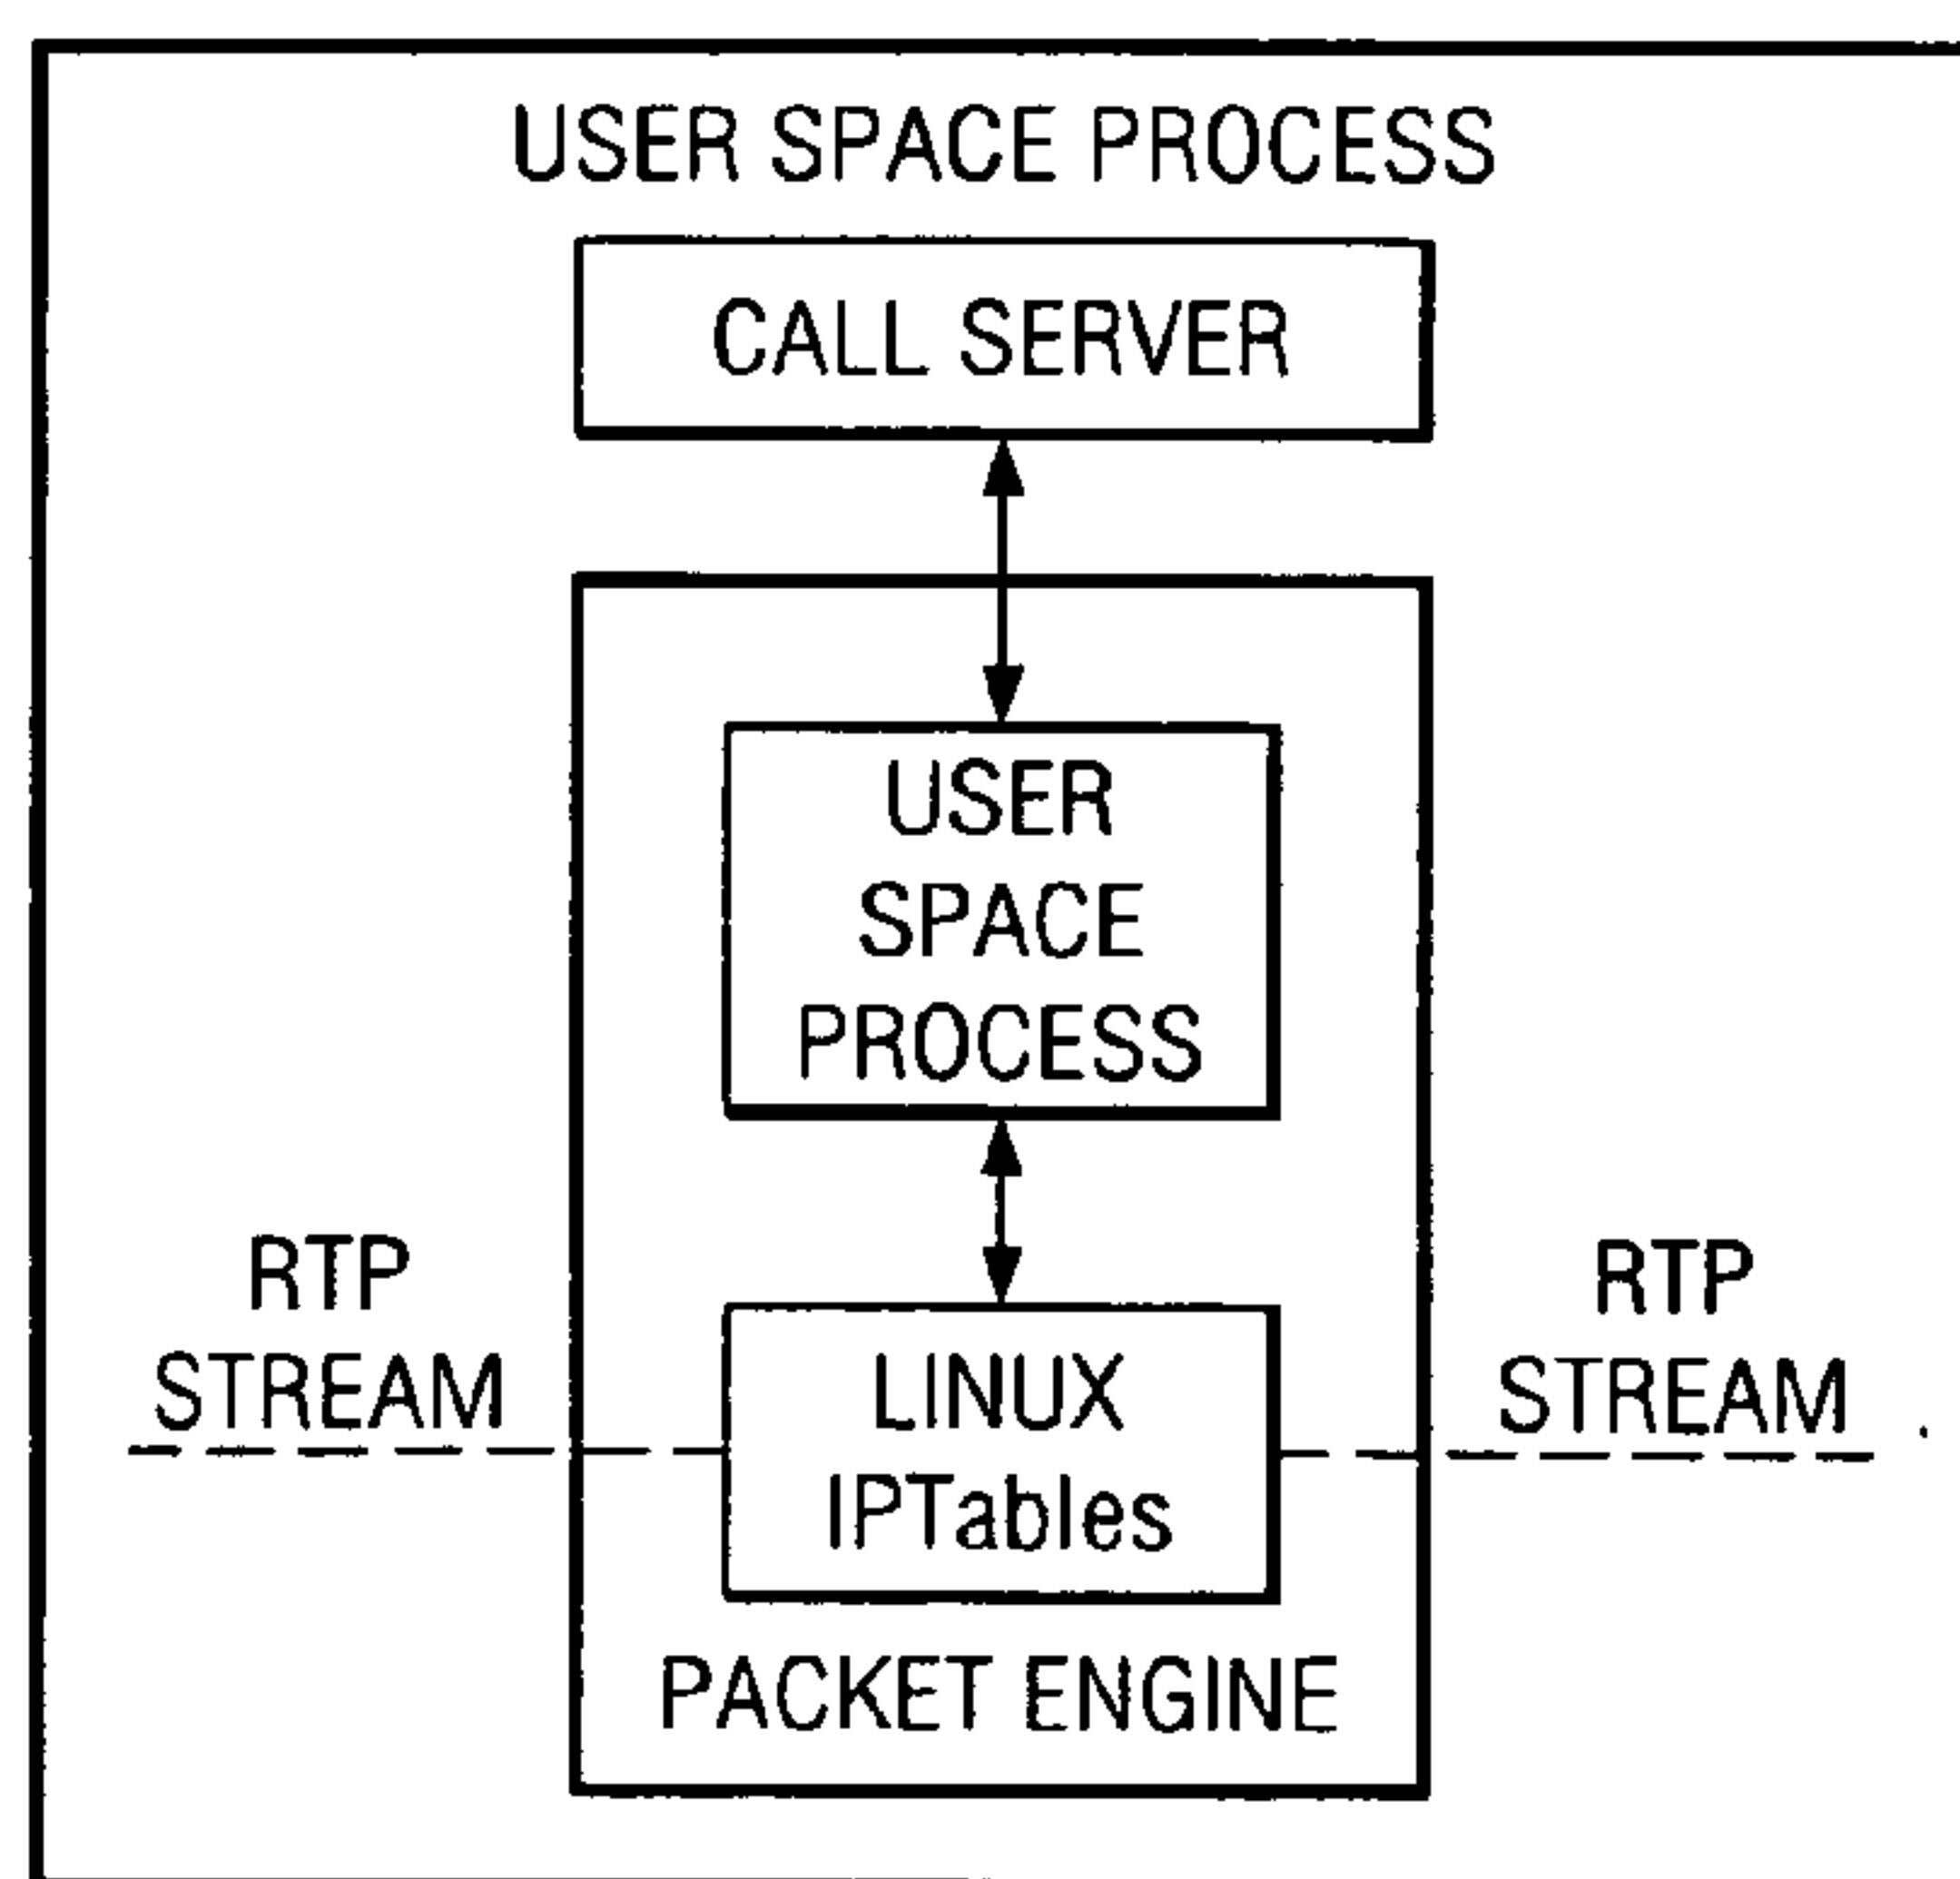 USER SPACE PROCESS
CALL SERVER
USER
SPACE
PROCESS
RTP
STREAM
LINUX
IPTables
RTP
STREAM
PACKET ENGINE